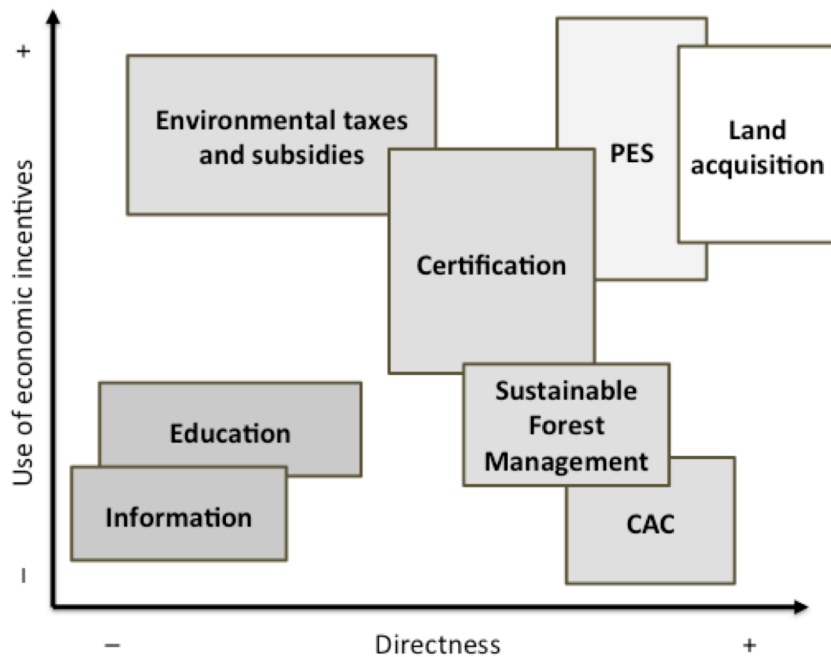 +
Use of economic incentives
–
Environmental taxes
and subsidies
PES
Land
acquisition
Certification
Sustainable
Forest
Management
Education
Information
CAC
–
Directness
+